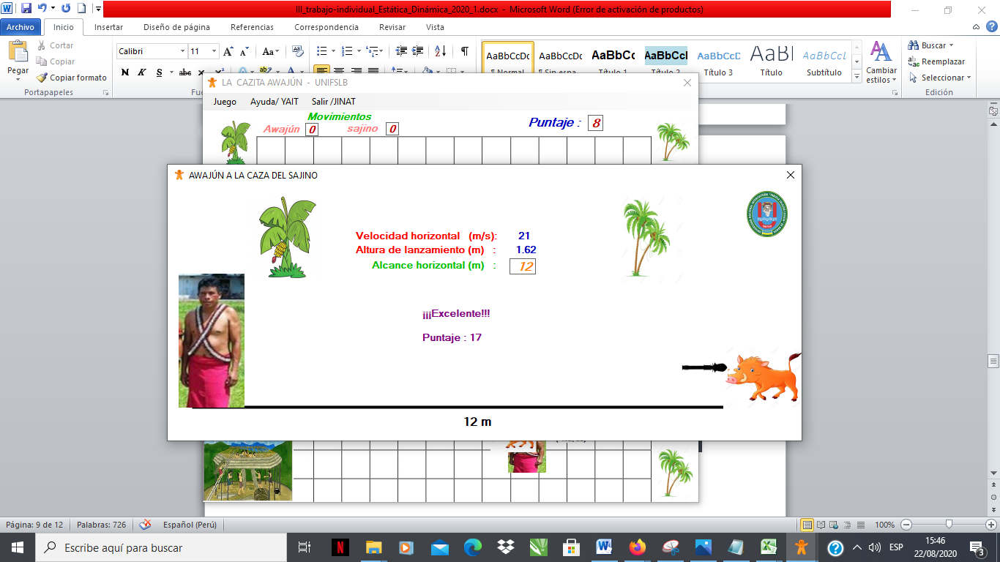 III_trabajo-individual_Estática_Dinámica_2020_1.docx - Microsoft Word (Error de activación de productos)
Archivo Inicio Insertar Diseño de página Referencias Correspondencia Revisar Vista
Pegar
Cortar
Copiar
Copiar formato
Portapapeles
Calibri 11
N K S abc
AaBbCcDc AaBbCcDc AaBbCc AaBbCcI AaBbCcD AaBl AaBbCcL
¶ Normal ¶ Sin espa... Título 1 Título 2 Título 3 Título Subtítulo
Cambiar estilos
Buscar
Reemplazar
Seleccionar
Edición
LA CAZITA AWAJÚN - UNIFSLB
Juego Ayuda/ YAIT Salir /JINAT
Movimientos
Awajún 0 sajino 0
Puntaje : 8
AWAJÚN A LA CAZA DEL SAJINO
Velocidad horizontal (m/s): 21
Altura de lanzamiento (m) : 1.62
Alcance horizontal (m) : 12
¡¡¡Excelente!!!
Puntaje : 17
12 m
Página: 9 de 12 Palabras: 726 Español (Perú) 100%
Escribe aquí para buscar
ESP
15:46
22/08/2020
3